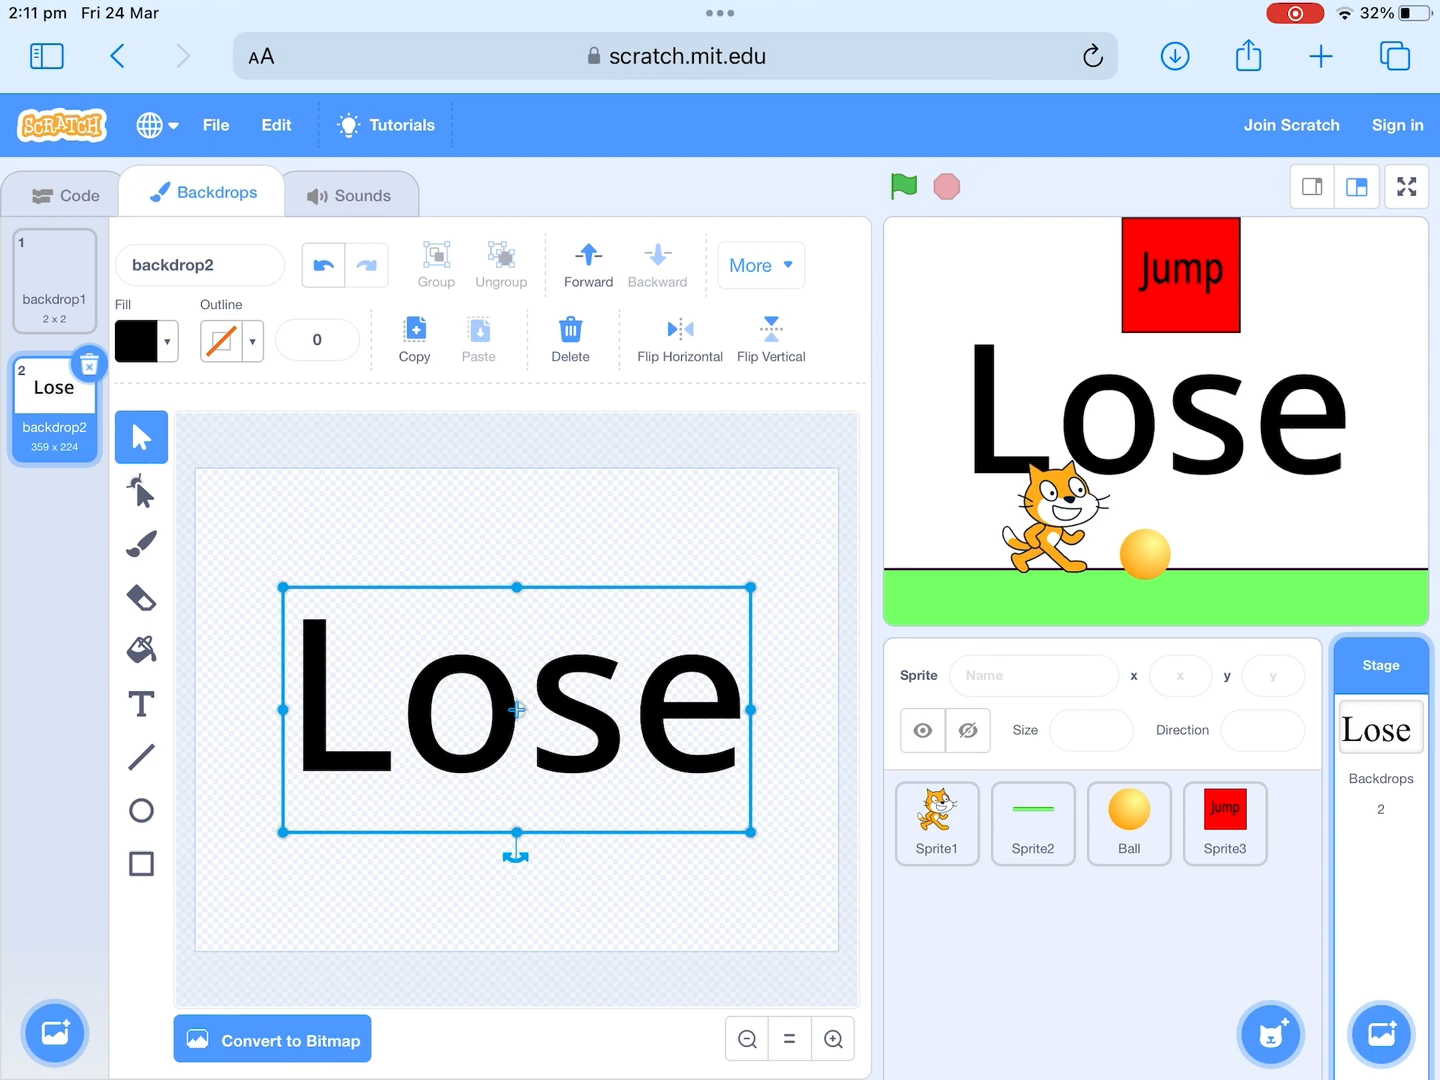 2:11 pm Fri 24 Mar
32%
AA
scratch.mit.edu
SCRATCH
File
Edit
Tutorials
Join Scratch
Sign in
Code
Backdrops
Sounds
1
backdrop1
2 x 2
2
Lose
backdrop2
359 x 224
backdrop2
Group
Ungroup
Forward
Backward
More
Fill
Outline
0
Copy
Paste
Delete
Flip Horizontal
Flip Vertical
Lose
Convert to Bitmap
Jump
Lose
Sprite
Name
x
x
y
y
Size
Direction
Sprite1
Sprite2
Ball
Jump
Sprite3
Stage
Lose
Backdrops
2